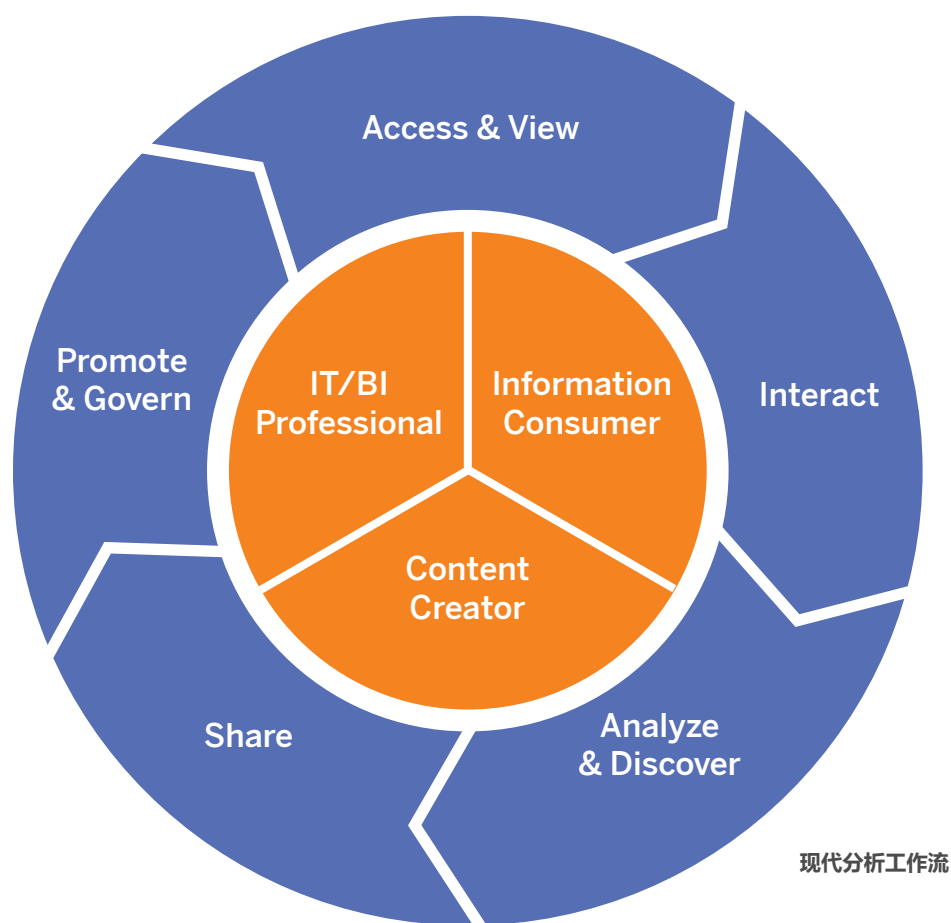 Access & View
Interact
Analyze
& Discover
Share
Promote
& Govern
IT/BI
Professional
Information
Consumer
Content
Creator
现代分析工作流